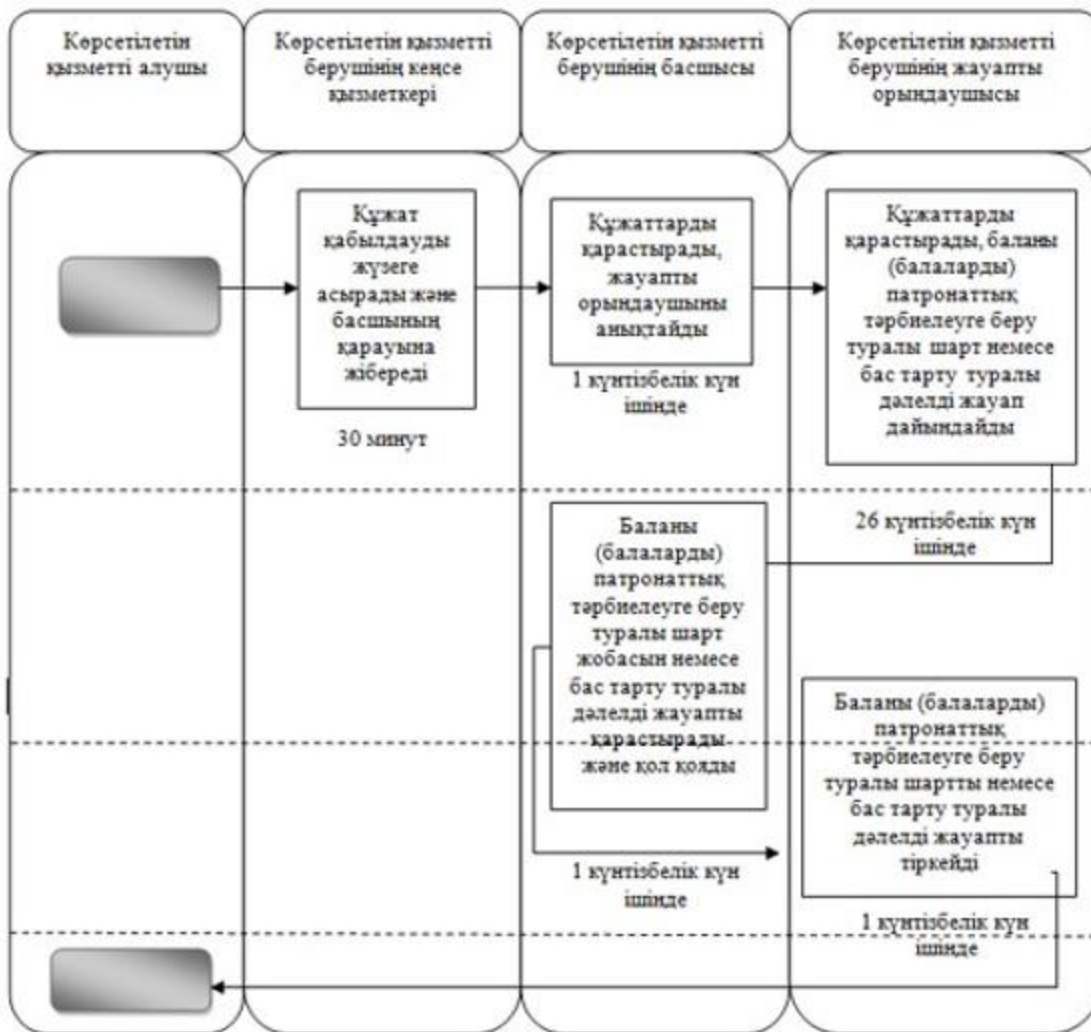 Көрсетілетін
қызметті алушы
Көрсетілетін қызметті
берушінің кеңсе
қызметкері
Көрсетілетін қызметті
берушінің басшысы
Көрсетілетін қызметті
берушінің жауапты
орындаушысы
Құжат
қабылдауды
жүзеге
асырады және
басшының
қарауына
жібереді
30 минут
Құжаттарды
қарастырады,
жауапты
орындаушыны
анықтайды
1 күнтізбелік күн
ішінде
Құжаттарды
қарастырады, баланы
(балаларды)
патронаттық
тәрбиелеуге беру
туралы шарт немесе
бас тарту туралы
дәлелді жауап
дайындайды
26 күнтізбелік күн
ішінде
Баланы
(балаларды)
патронаттық
тәрбиелеуге беру
туралы шарт
жобасын немесе
бас тарту туралы
дәлелді жауапты
қарастырады
және қол қояды
1 күнтізбелік күн
ішінде
Баланы (балаларды)
патронаттық
тәрбиелеуге беру
туралы шартты немесе
бас тарту туралы
дәлелді жауапты
тіркейді
1 күнтізбелік күн
ішінде